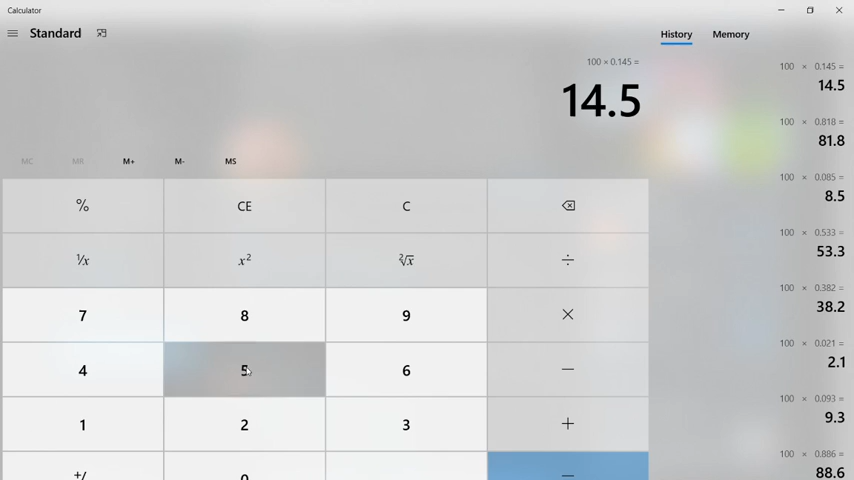 Calculator
Standard
History Memory
100 × 0.145 =
14.5
MC MR M+ M- MS
% CE C
¹/x x² ²√x ÷
7 8 9 ×
4 5 6 −
1 2 3 +
+/ 0
100 × 0.145 =
14.5
100 × 0.818 =
81.8
100 × 0.085 =
8.5
100 × 0.533 =
53.3
100 × 0.382 =
38.2
100 × 0.021 =
2.1
100 × 0.093 =
9.3
100 × 0.886 =
88.6